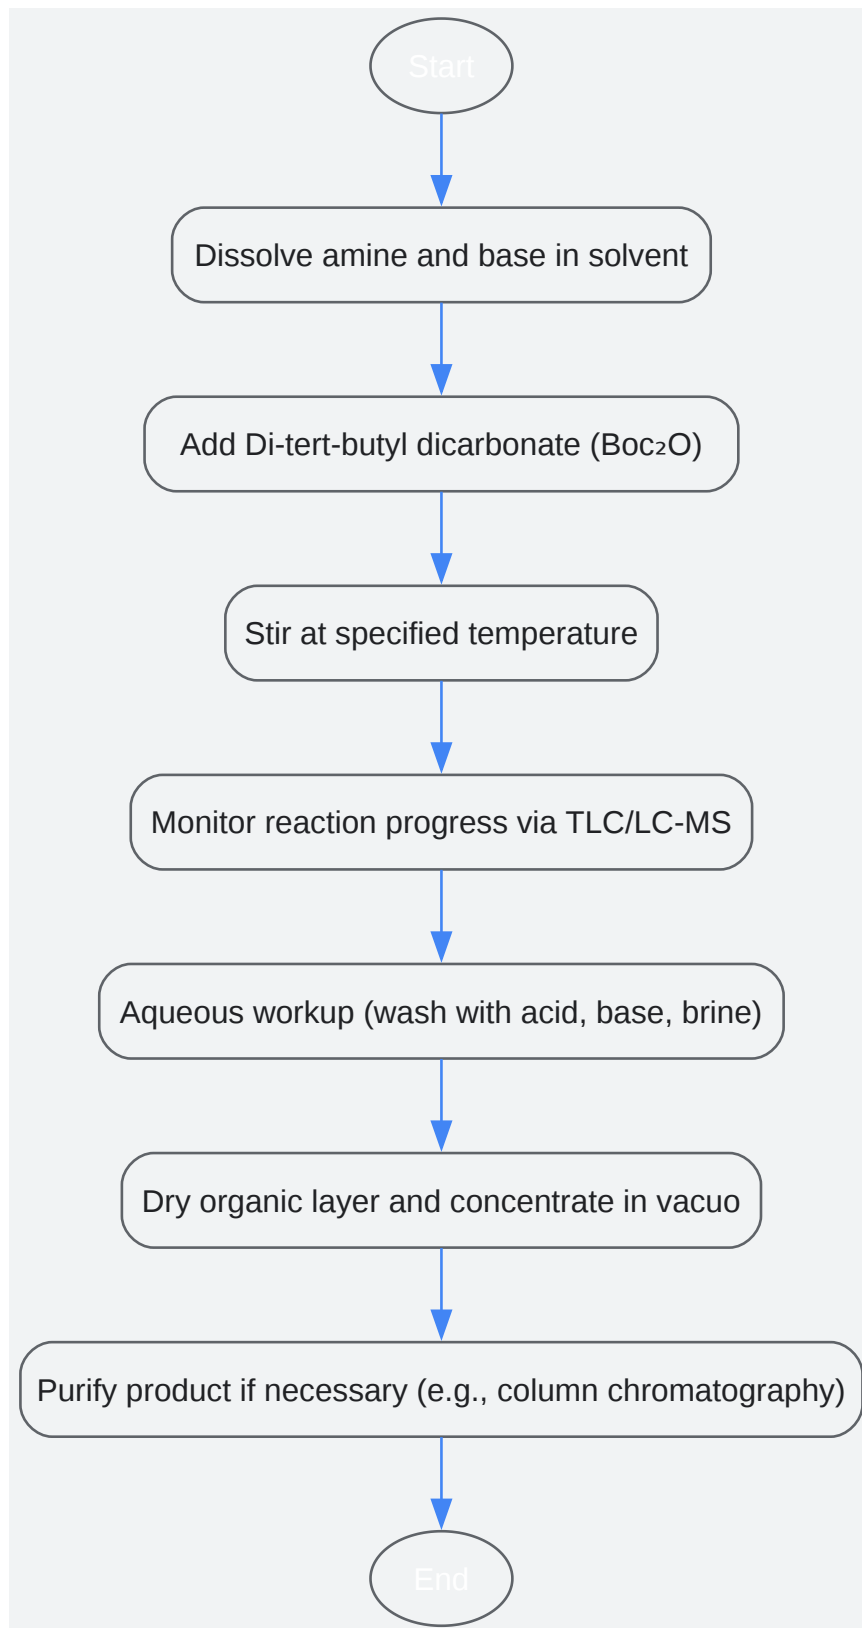 Start
Dissolve amine and base in solvent
Add Di-tert-butyl dicarbonate (Boc₂O)
Stir at specified temperature
Monitor reaction progress via TLC/LC-MS
Aqueous workup (wash with acid, base, brine)
Dry organic layer and concentrate in vacuo
Purify product if necessary (e.g., column chromatography)
End